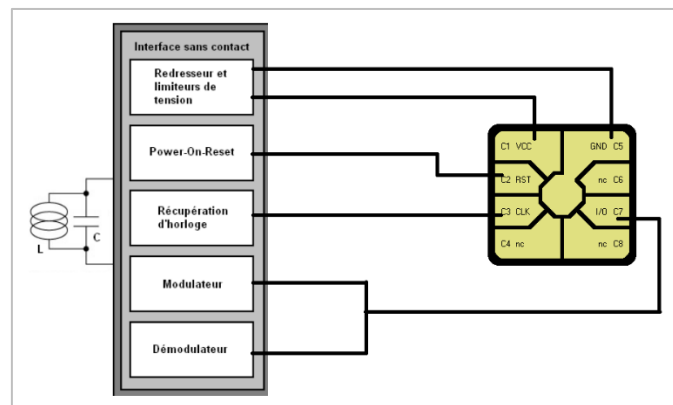 Interface sans contact
Redresseur et
limiteurs de
tension
Power-On-Reset
Récupération
d'horloge
Modulateur
Démodulateur
L
C
C1 VCC
GND C5
C2 RST
nc C6
C3 CLK
I/O C7
C4 nc
nc C8